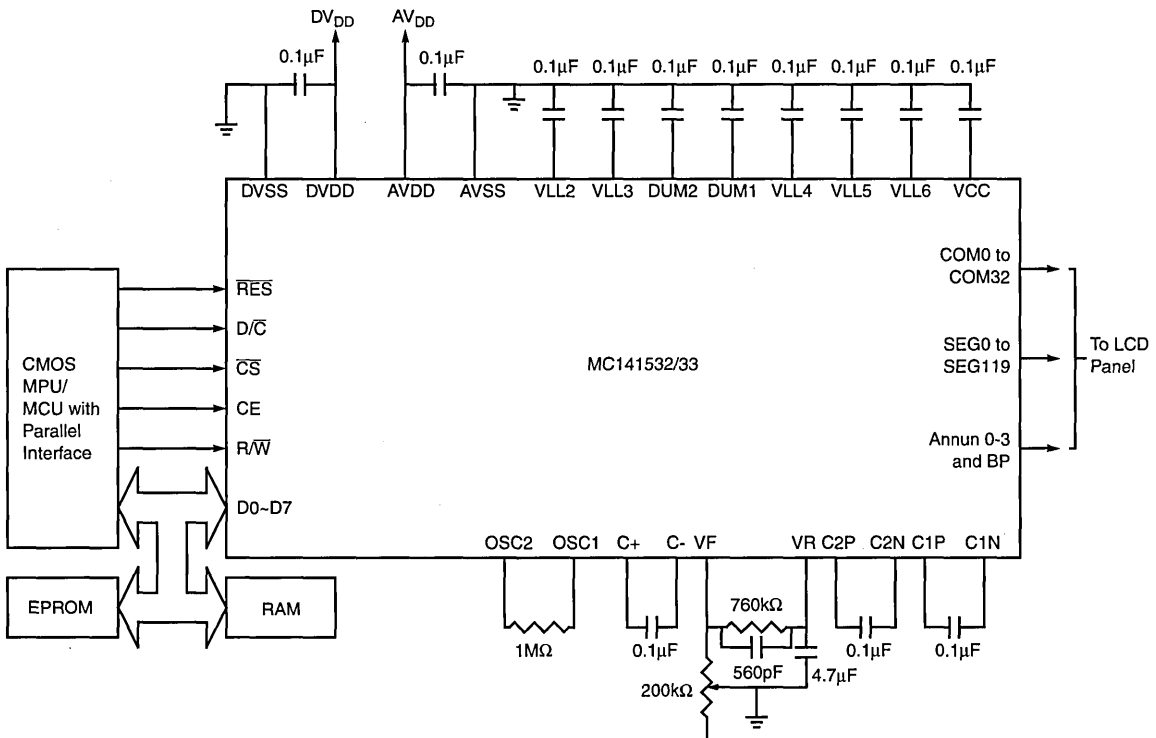 DVDD AVDD
0.1µF 0.1µF 0.1µF 0.1µF 0.1µF 0.1µF 0.1µF 0.1µF 0.1µF 0.1µF
DVSS DVDD AVDD AVSS VLL2 VLL3 DUM2 DUM1 VLL4 VLL5 VLL6 VCC
CMOS
MPU/
MCU with
Parallel
Interface
R̅E̅S̅
D/C̅
C̅S̅
CE
R/W̅
D0~D7
MC141532/33
COM0 to
COM32
SEG0 to
SEG119
Annun 0-3
and BP
To LCD
Panel
OSC2 OSC1 C+ C- VF VR C2P C2N C1P C1N
EPROM
RAM
1MΩ
0.1µF
760kΩ
560pF
4.7µF
200kΩ
0.1µF
0.1µF